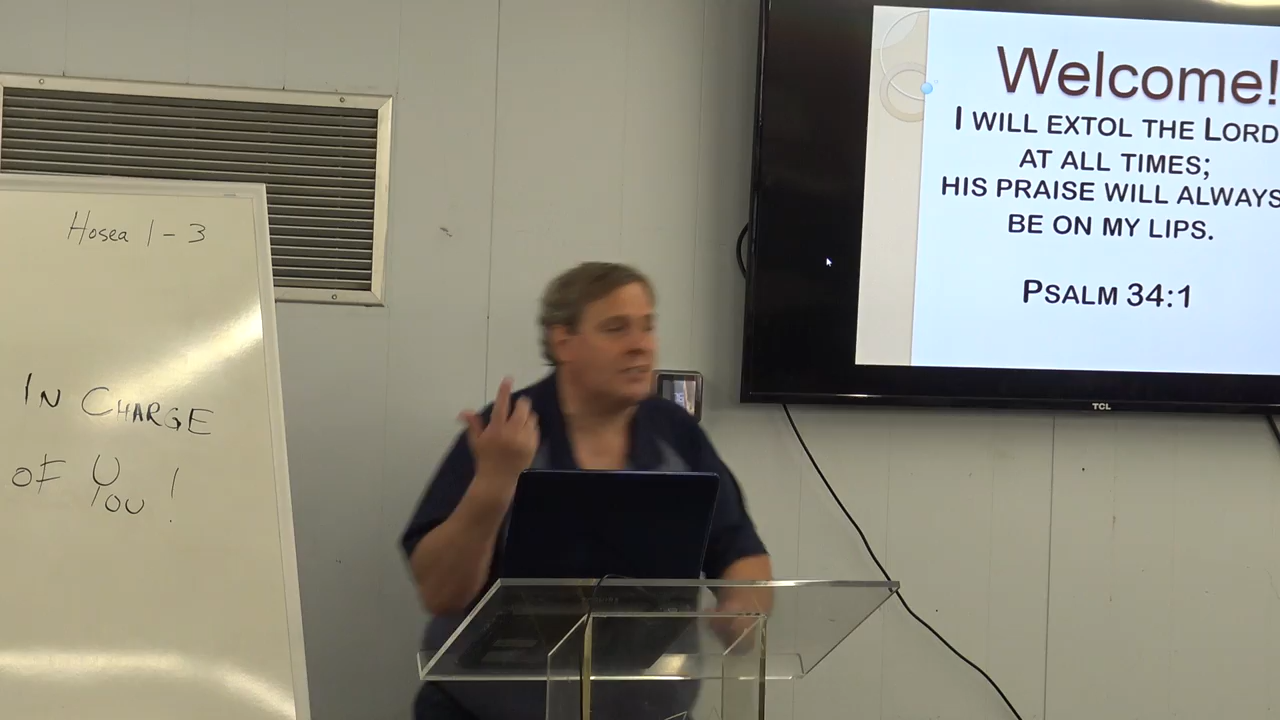 Hosea 1-3
IN CHARGE
OF YOU!
Welcome!
I WILL EXTOL THE LORD
AT ALL TIMES;
HIS PRAISE WILL ALWAYS
BE ON MY LIPS.
PSALM 34:1
TCL